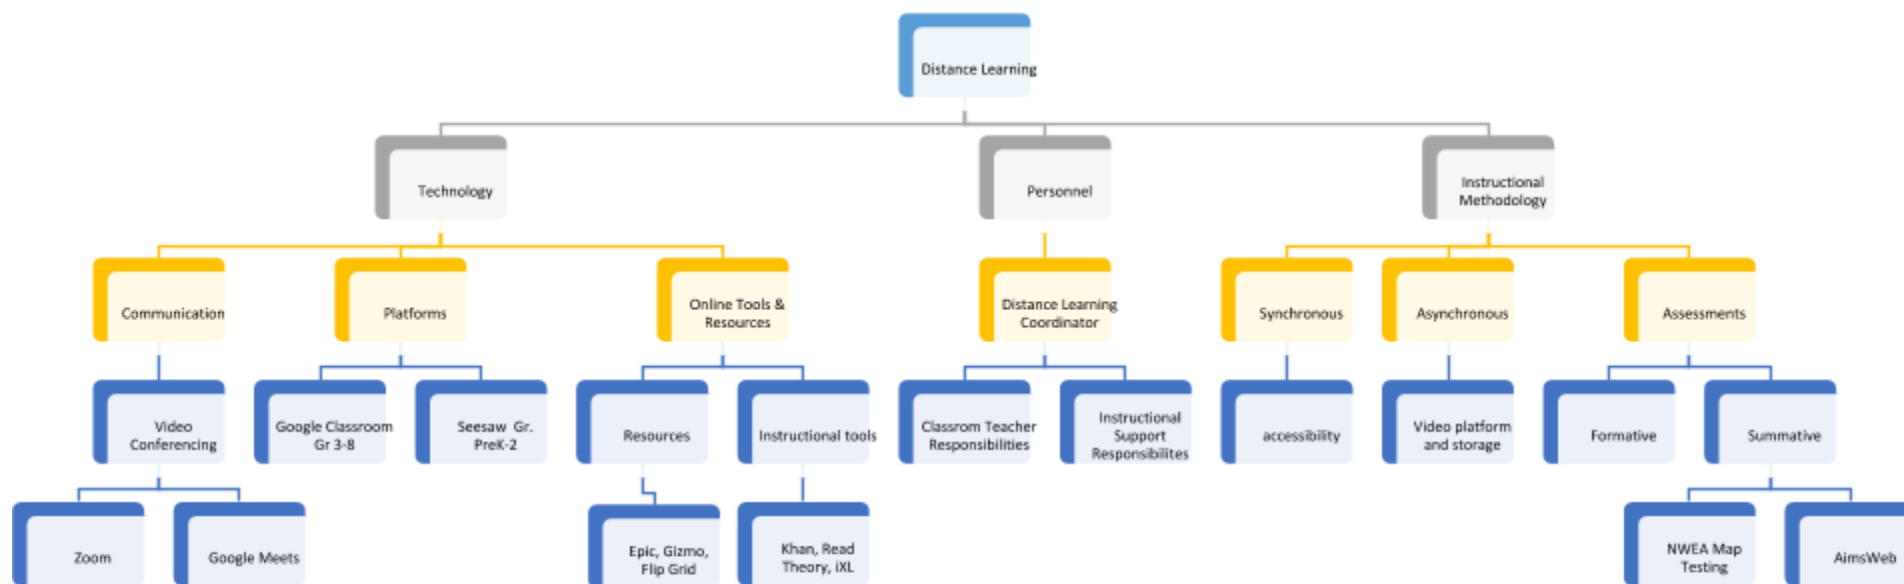 Distance Learning
Technology
Personnel
Instructional
Methodology
Communication
Platforms
Online Tools &
Resources
Distance Learning
Coordinator
Synchronous
Asynchronous
Assessments
Video
Conferencing
Google Classroom
Gr 3-8
Seesaw Gr.
PreK-2
Resources
Instructional tools
Classrom Teacher
Responsibilities
Instructional
Support
Responsibilites
accessibility
Video platform
and storage
Formative
Summative
Zoom
Google Meets
Epic, Gizmo,
Flip Grid
Khan, Read
Theory, iXL
NWEA Map
Testing
AimsWeb